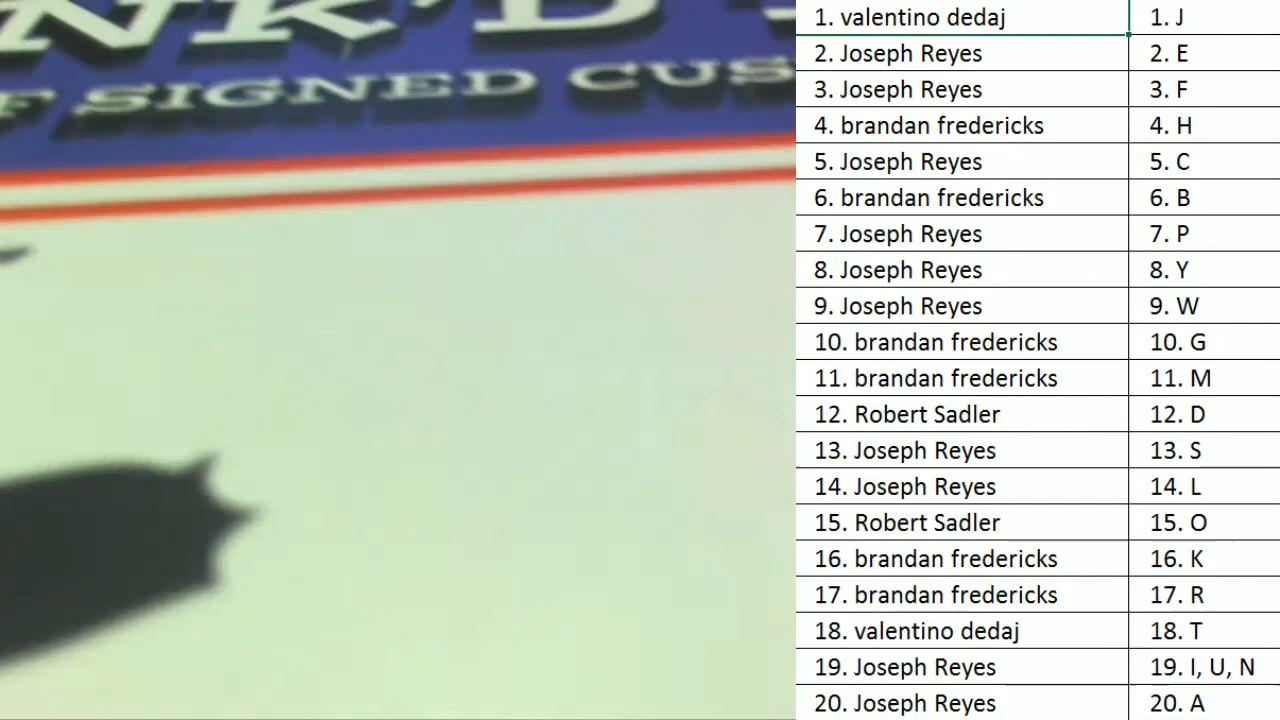 NK'D
F SIGNED CUS
1. valentino dedaj 1. J
2. Joseph Reyes 2. E
3. Joseph Reyes 3. F
4. brandan fredericks 4. H
5. Joseph Reyes 5. C
6. brandan fredericks 6. B
7. Joseph Reyes 7. P
8. Joseph Reyes 8. Y
9. Joseph Reyes 9. W
10. brandan fredericks 10. G
11. brandan fredericks 11. M
12. Robert Sadler 12. D
13. Joseph Reyes 13. S
14. Joseph Reyes 14. L
15. Robert Sadler 15. O
16. brandan fredericks 16. K
17. brandan fredericks 17. R
18. valentino dedaj 18. T
19. Joseph Reyes 19. I, U, N
20. Joseph Reyes 20. A